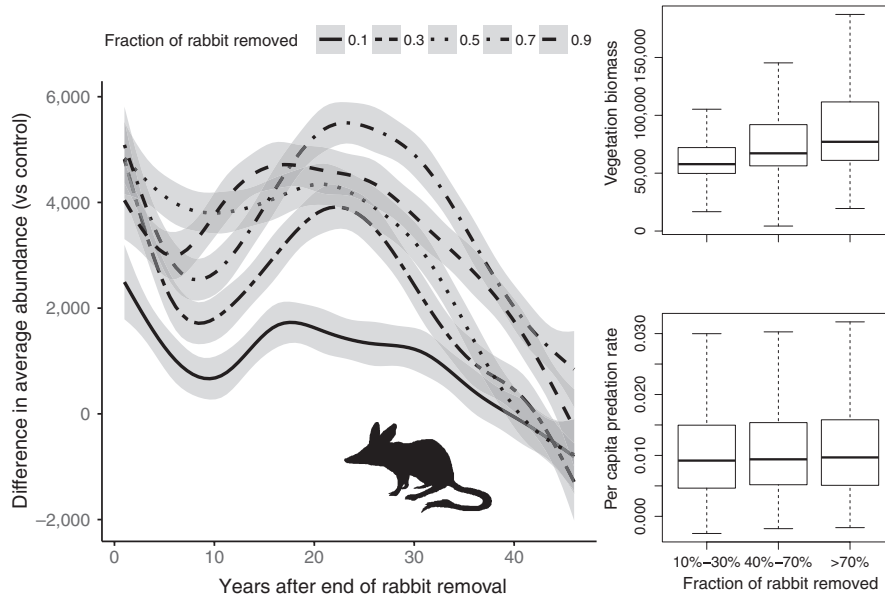 Fraction of rabbit removed 0.1 0.3 0.5 0.7 0.9
Difference in average abundance (vs control)
6,000
4,000
2,000
0
−2,000
0 10 20 30 40
Years after end of rabbit removal
Vegetation biomass
150,000
100,000
50,000
0
Per capita predation rate
0.030
0.020
0.010
0.000
10%−30% 40%−70% >70%
Fraction of rabbit removed